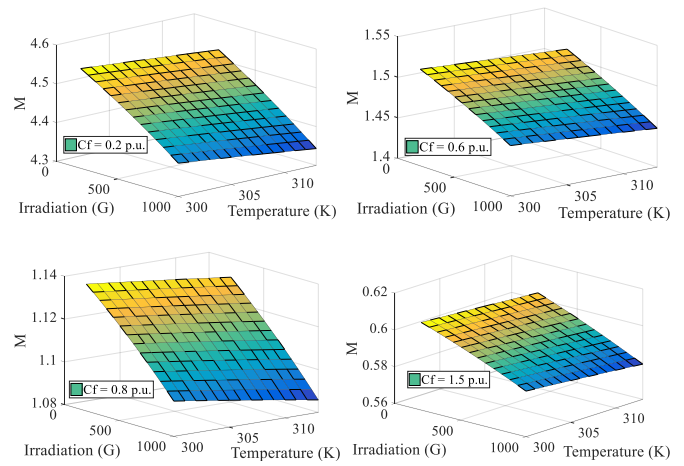 4.6
4.5
4.4
4.3
M
Cf = 0.2 p.u.
0
500
1000
300
305
310
Irradiation (G)
Temperature (K)
1.55
1.5
1.45
1.4
M
Cf = 0.6 p.u.
0
500
1000
300
305
310
Irradiation (G)
Temperature (K)
1.14
1.12
1.1
1.08
M
Cf = 0.8 p.u.
0
500
1000
300
305
310
Irradiation (G)
Temperature (K)
0.62
0.6
0.58
0.56
M
Cf = 1.5 p.u.
0
500
1000
300
305
310
Irradiation (G)
Temperature (K)